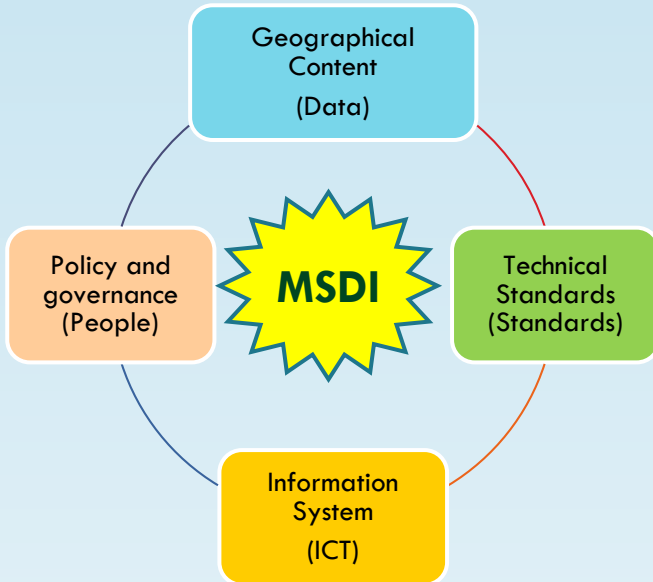 Geographical
Content
(Data)
Policy and
governance
(People)
MSDI
Technical
Standards
(Standards)
Information
System
(ICT)